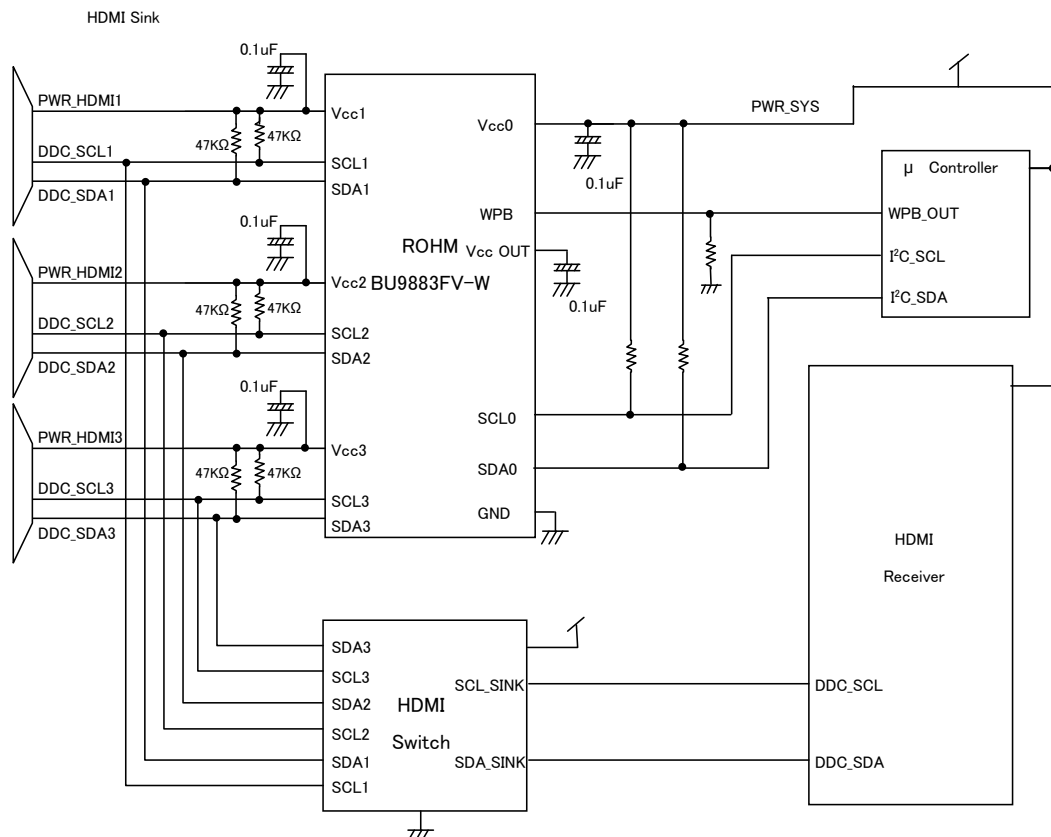 HDMI Sink
0.1uF
PWR_HDMI1
47KΩ
47KΩ
DDC_SCL1
DDC_SDA1
Vcc1
SCL1
SDA1
0.1uF
PWR_HDMI2
47KΩ
47KΩ
DDC_SCL2
DDC_SDA2
Vcc2
SCL2
SDA2
0.1uF
PWR_HDMI3
47KΩ
47KΩ
DDC_SCL3
DDC_SDA3
Vcc3
SCL3
SDA3
ROHM
BU9883FV-W
Vcc0
WPB
Vcc OUT
SCL0
SDA0
GND
PWR_SYS
0.1uF
0.1uF
μ Controller
WPB_OUT
I²C_SCL
I²C_SDA
HDMI
Receiver
DDC_SCL
DDC_SDA
SDA3
SCL3
SDA2
SCL2
SDA1
SCL1
HDMI
Switch
SCL_SINK
SDA_SINK